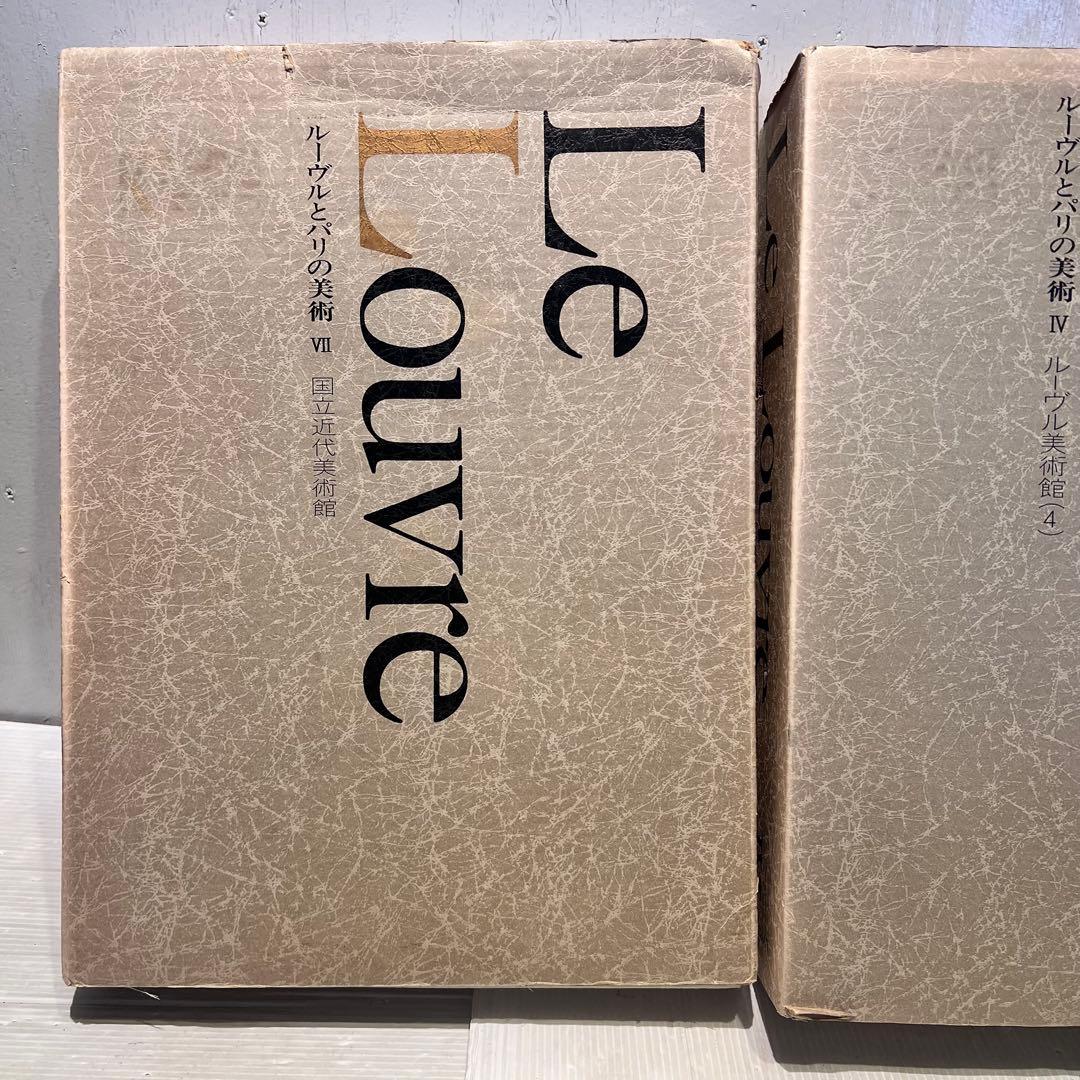 Le
Louvre
ルーヴルとパリの美術 Ⅶ 国立近代美術館
Le Louvre
ルーヴルとパリの美術 Ⅳ ルーヴル美術館(4)